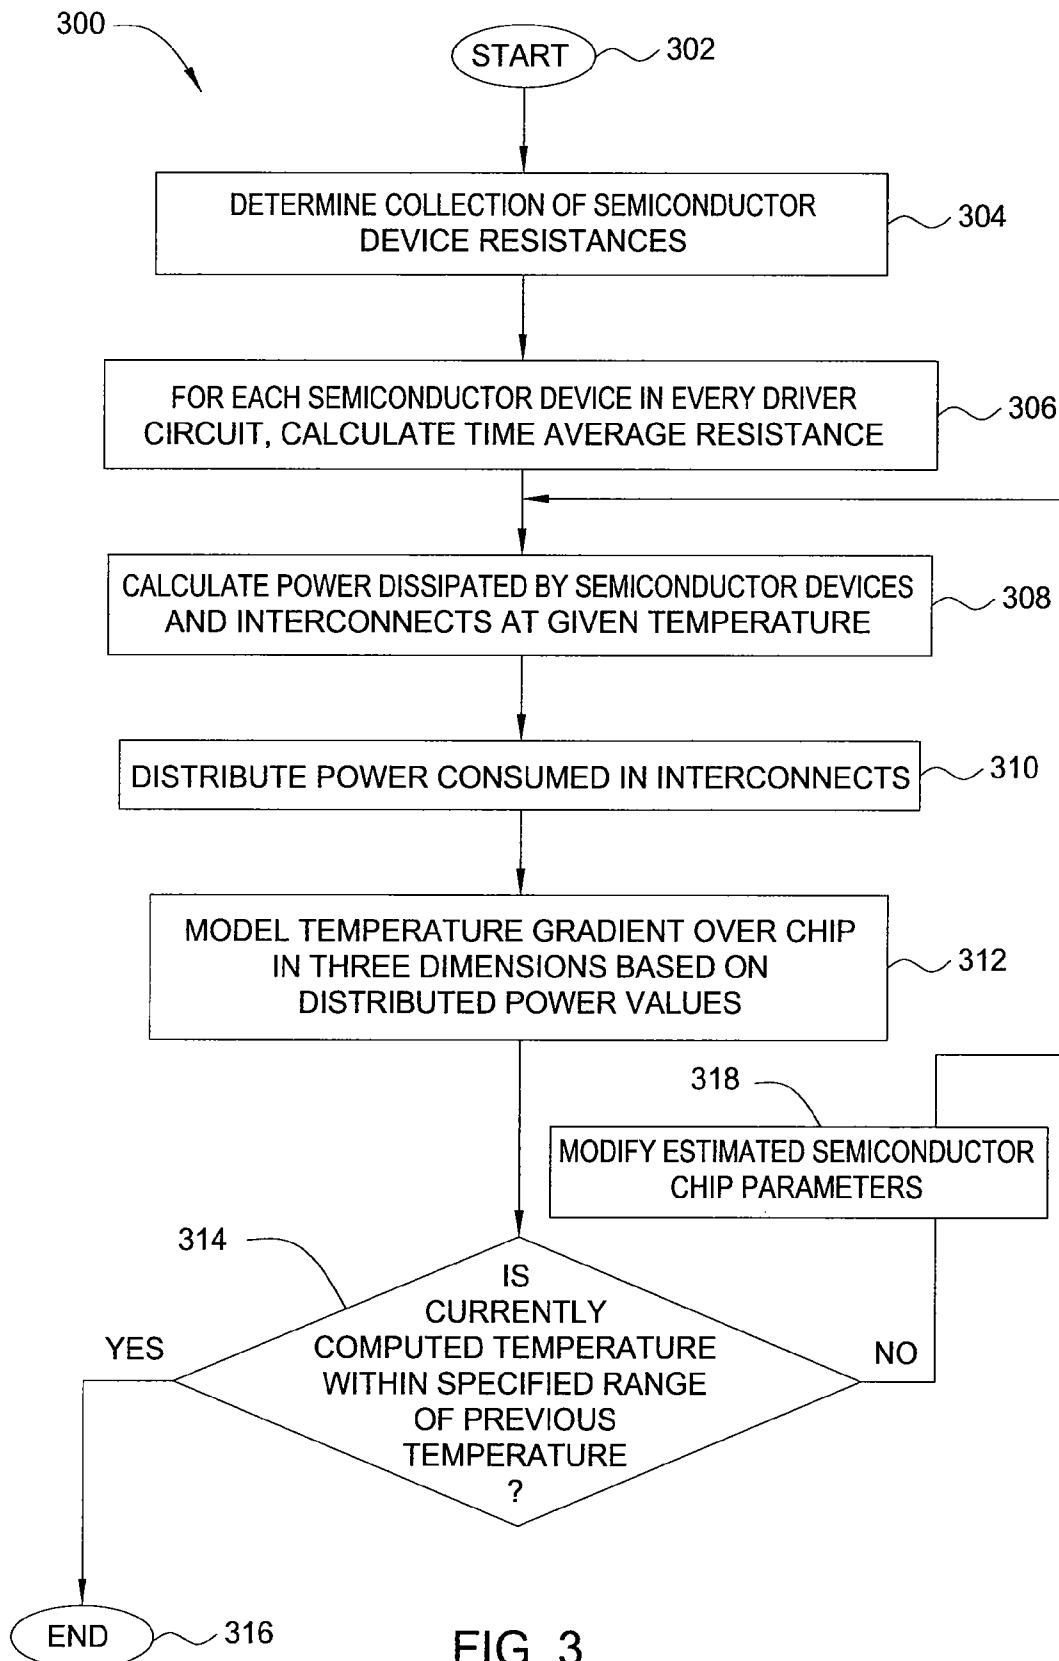 300
START
302
DETERMINE COLLECTION OF SEMICONDUCTOR
DEVICE RESISTANCES
304
FOR EACH SEMICONDUCTOR DEVICE IN EVERY DRIVER
CIRCUIT, CALCULATE TIME AVERAGE RESISTANCE
306
CALCULATE POWER DISSIPATED BY SEMICONDUCTOR DEVICES
AND INTERCONNECTS AT GIVEN TEMPERATURE
308
DISTRIBUTE POWER CONSUMED IN INTERCONNECTS
310
MODEL TEMPERATURE GRADIENT OVER CHIP
IN THREE DIMENSIONS BASED ON
DISTRIBUTED POWER VALUES
312
318
MODIFY ESTIMATED SEMICONDUCTOR
CHIP PARAMETERS
314
IS
CURRENTLY
COMPUTED TEMPERATURE
WITHIN SPECIFIED RANGE
OF PREVIOUS
TEMPERATURE
?
YES
NO
END
316
FIG. 3